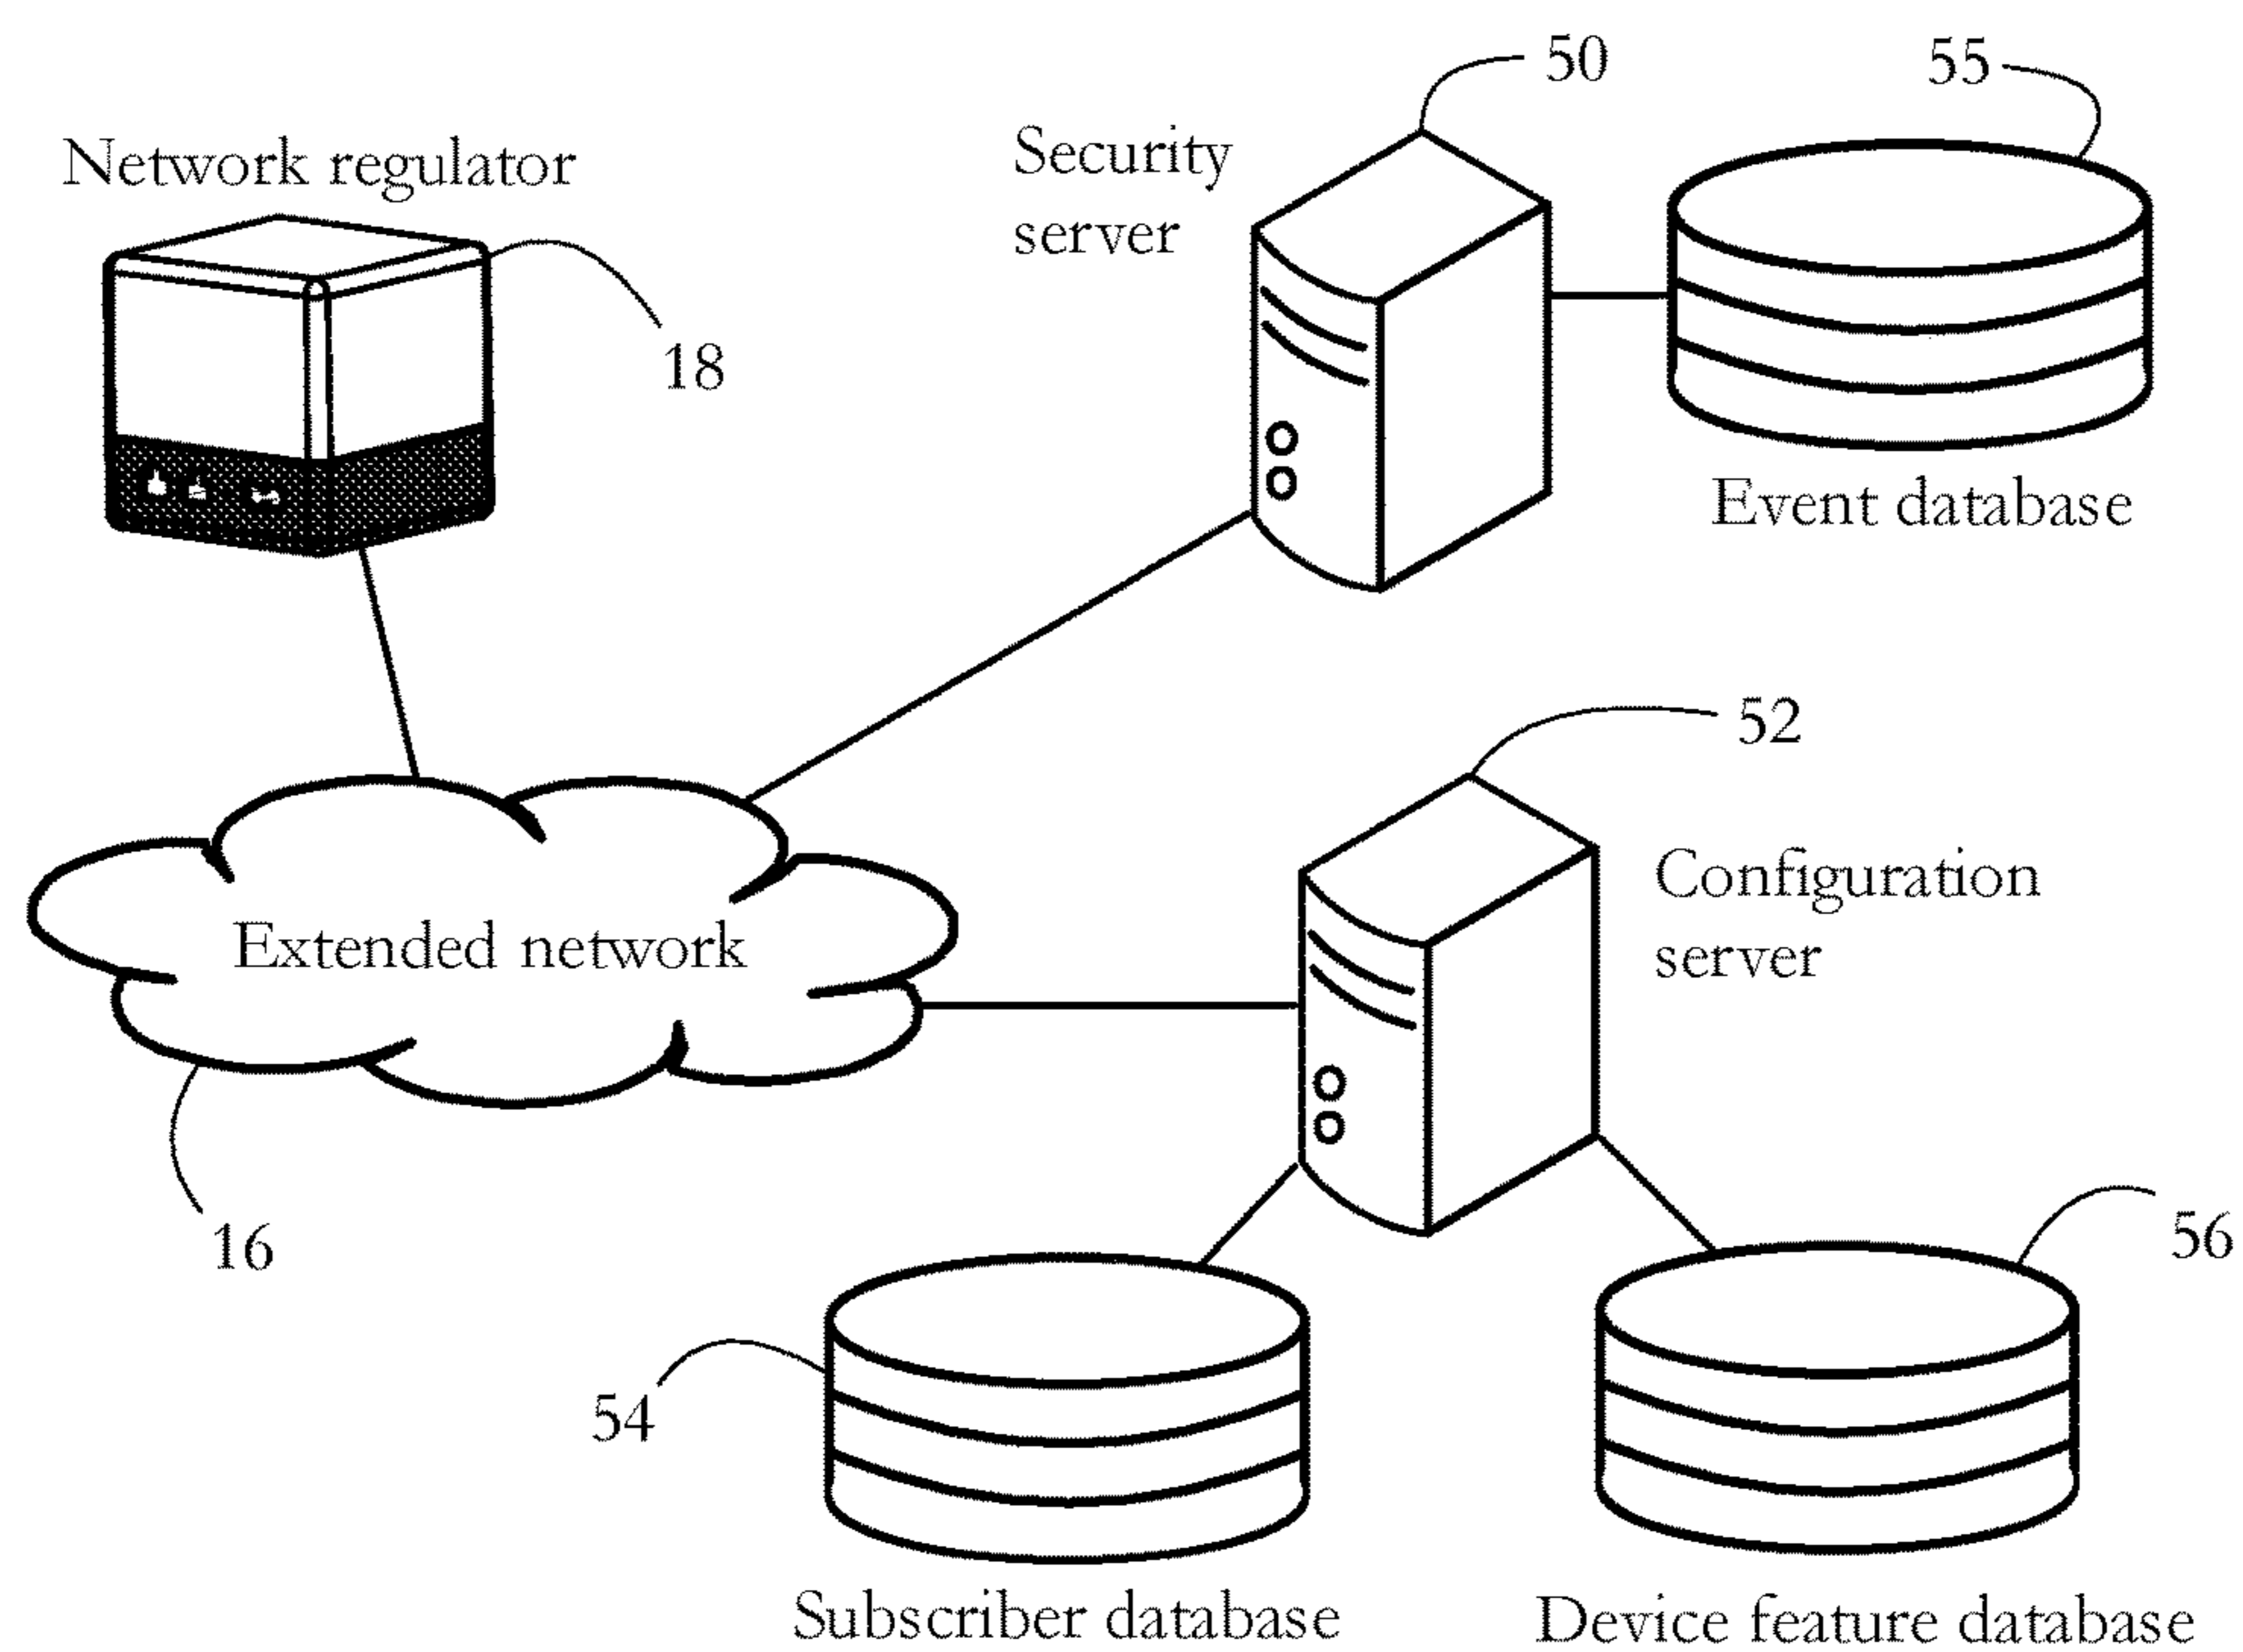 50
55
Network regulator
Security
server
18
Event database
52
Configuration
server
Extended network
16
56
54
Subscriber database
Device feature database